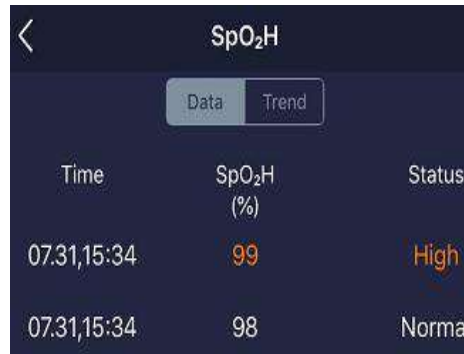 SpO₂H
Data Trend
Time SpO₂H Status
(%)
07.31,15:34 99 High
07.31,15:34 98 Norma